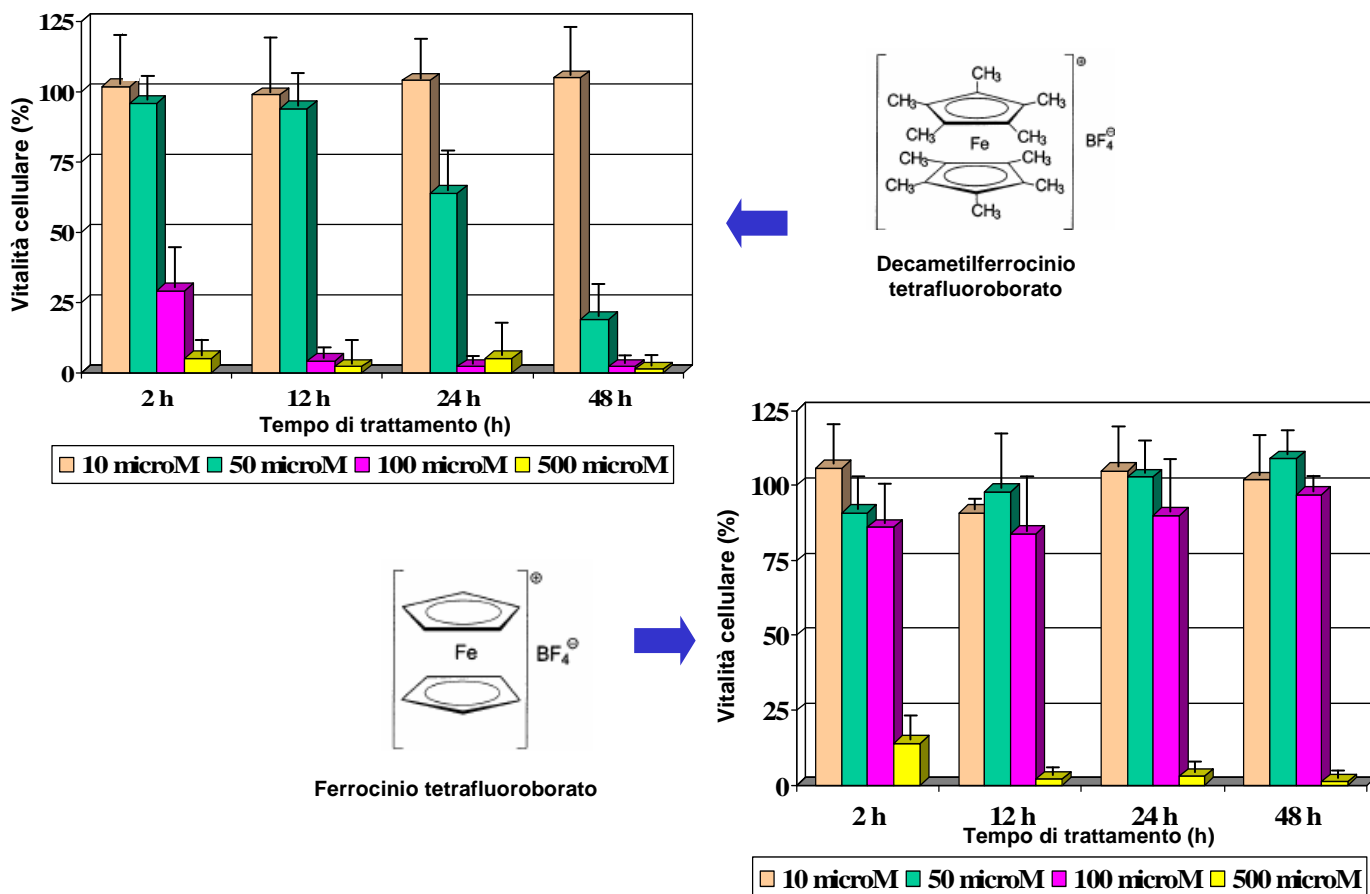 125
100
75
50
25
0
Vitalità cellulare (%)
2 h 12 h 24 h 48 h
Tempo di trattamento (h)
10 microM 50 microM 100 microM 500 microM
CH₃
CH₃ CH₃
CH₃ CH₃
Fe
CH₃ CH₃
CH₃ CH₃
CH₃
⊕
BF₄⊖
Decametilferrocinio
tetrafluoroborato
Fe
⊕
BF₄⊖
Ferrocinio tetrafluoroborato
125
100
75
50
25
0
Vitalità cellulare (%)
2 h 12 h 24 h 48 h
Tempo di trattamento (h)
10 microM 50 microM 100 microM 500 microM